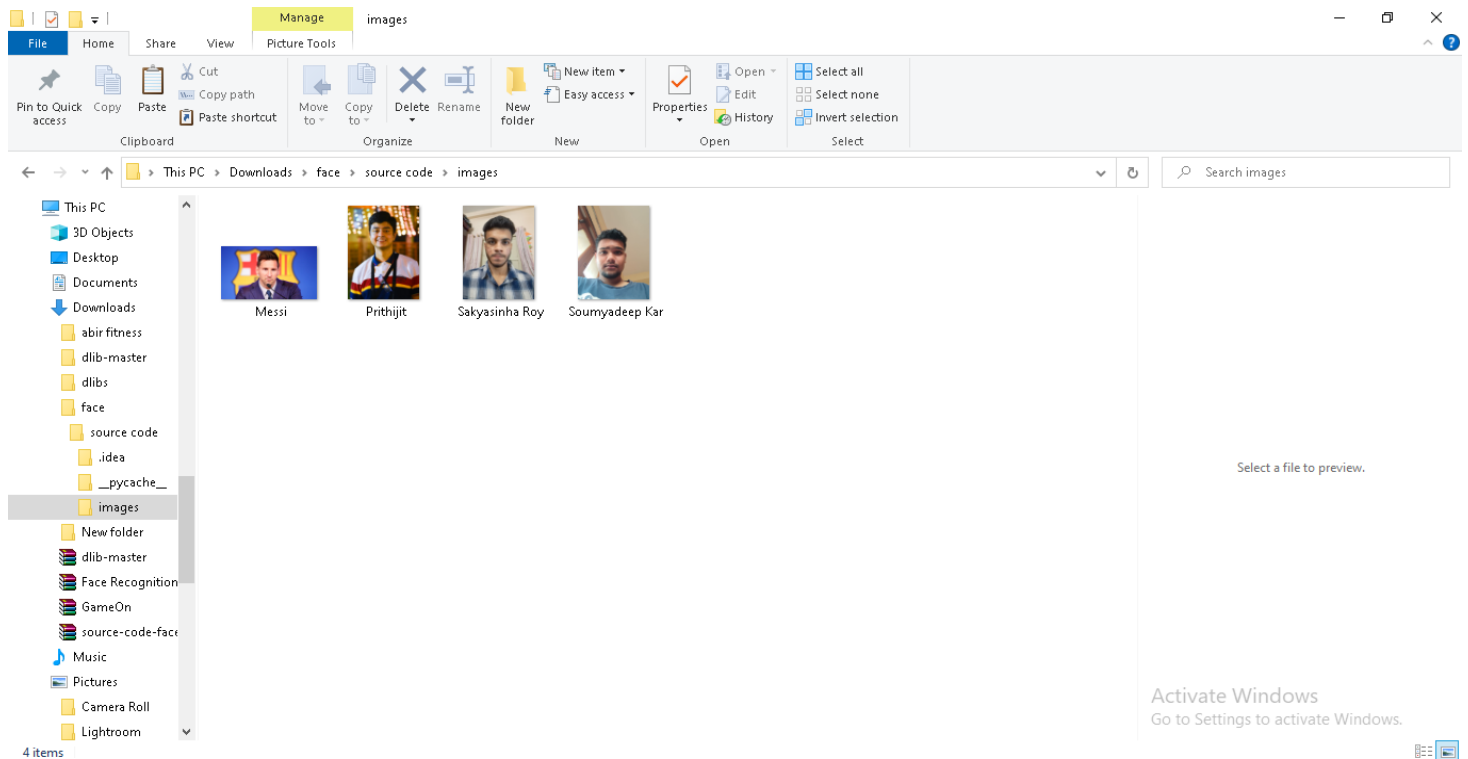 Manage images
File Home Share View Picture Tools
Pin to Quick access
Copy
Paste
Cut
Copy path
Paste shortcut
Clipboard
Move to
Copy to
Delete
Rename
Organize
New folder
New item
Easy access
New
Properties
Open
Edit
History
Open
Select all
Select none
Invert selection
Select
This PC > Downloads > face > source code > images
Search images
This PC
3D Objects
Desktop
Documents
Downloads
abir fitness
dlib-master
dlibs
face
source code
.idea
__pycache__
images
New folder
dlib-master
Face Recognition
GameOn
source-code-face
Music
Pictures
Camera Roll
Lightroom
Messi
Prithijit
Sakyasinha Roy
Soumyadeep Kar
Select a file to preview.
Activate Windows
Go to Settings to activate Windows.
4 items